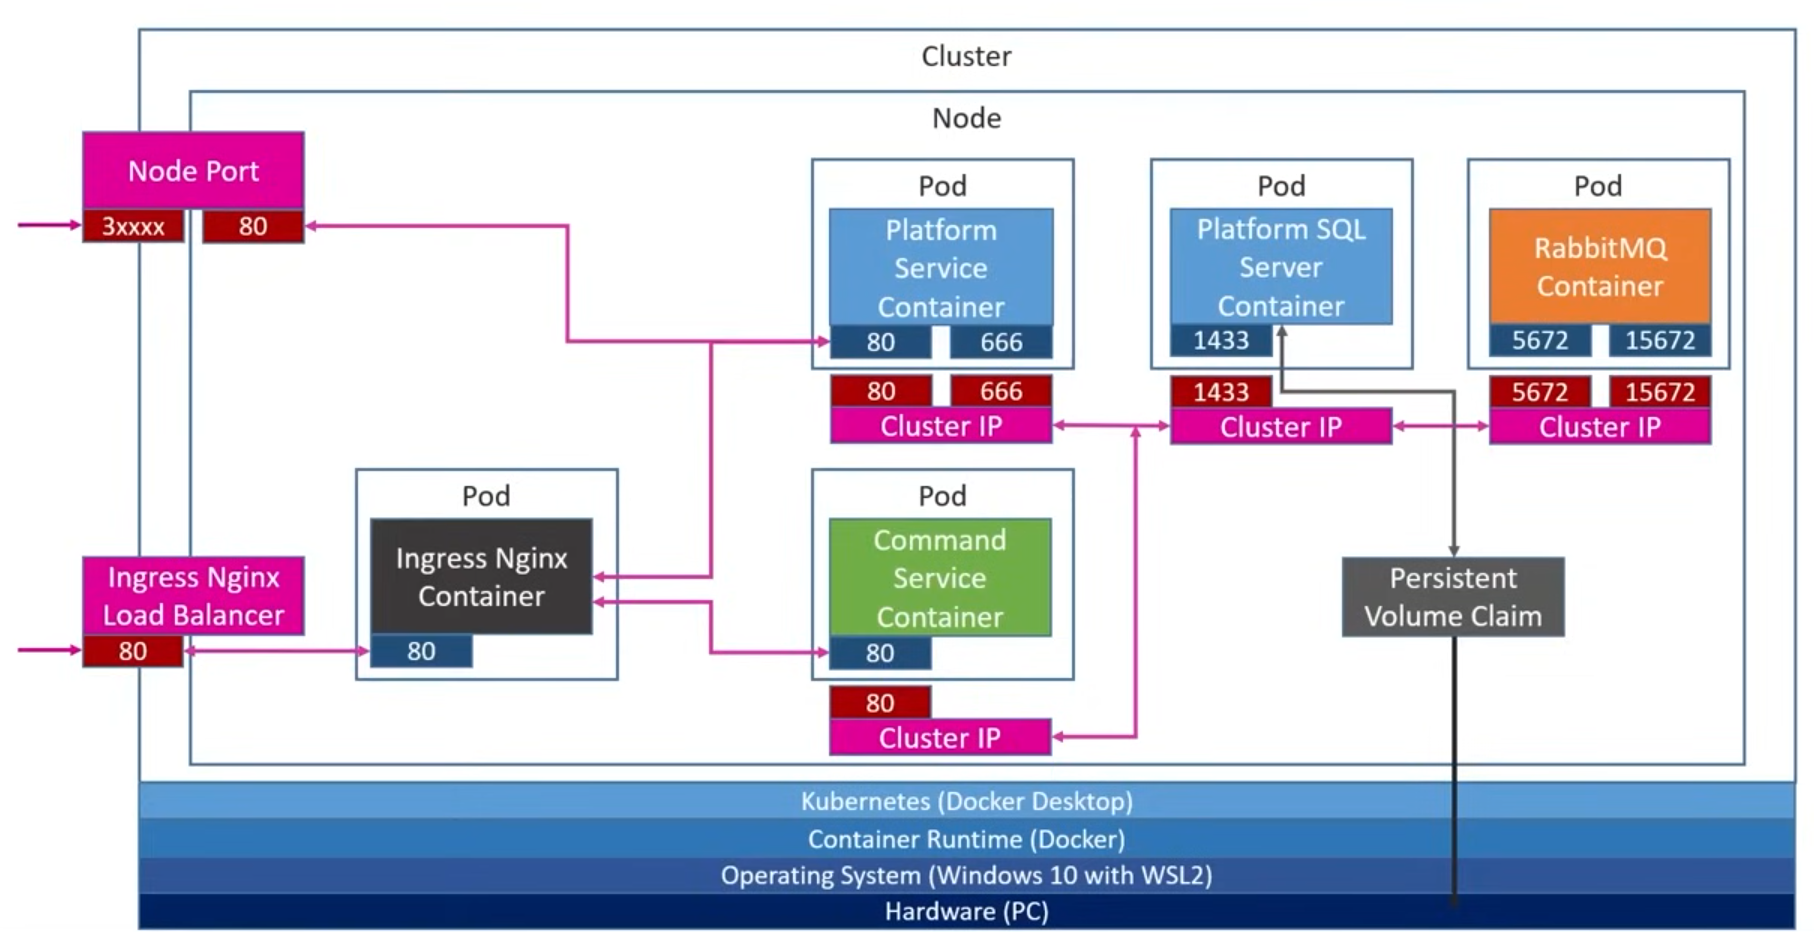 Cluster
Node
Node Port
3xxxx
80
Pod
Platform
Service
Container
80
666
80
666
Cluster IP
Pod
Platform SQL
Server
Container
1433
1433
Cluster IP
Pod
RabbitMQ
Container
5672
15672
5672
15672
Cluster IP
Ingress Nginx
Load Balancer
80
Pod
Ingress Nginx
Container
80
Pod
Command
Service
Container
80
80
Cluster IP
Persistent
Volume Claim
Kubernetes (Docker Desktop)
Container Runtime (Docker)
Operating System (Windows 10 with WSL2)
Hardware (PC)